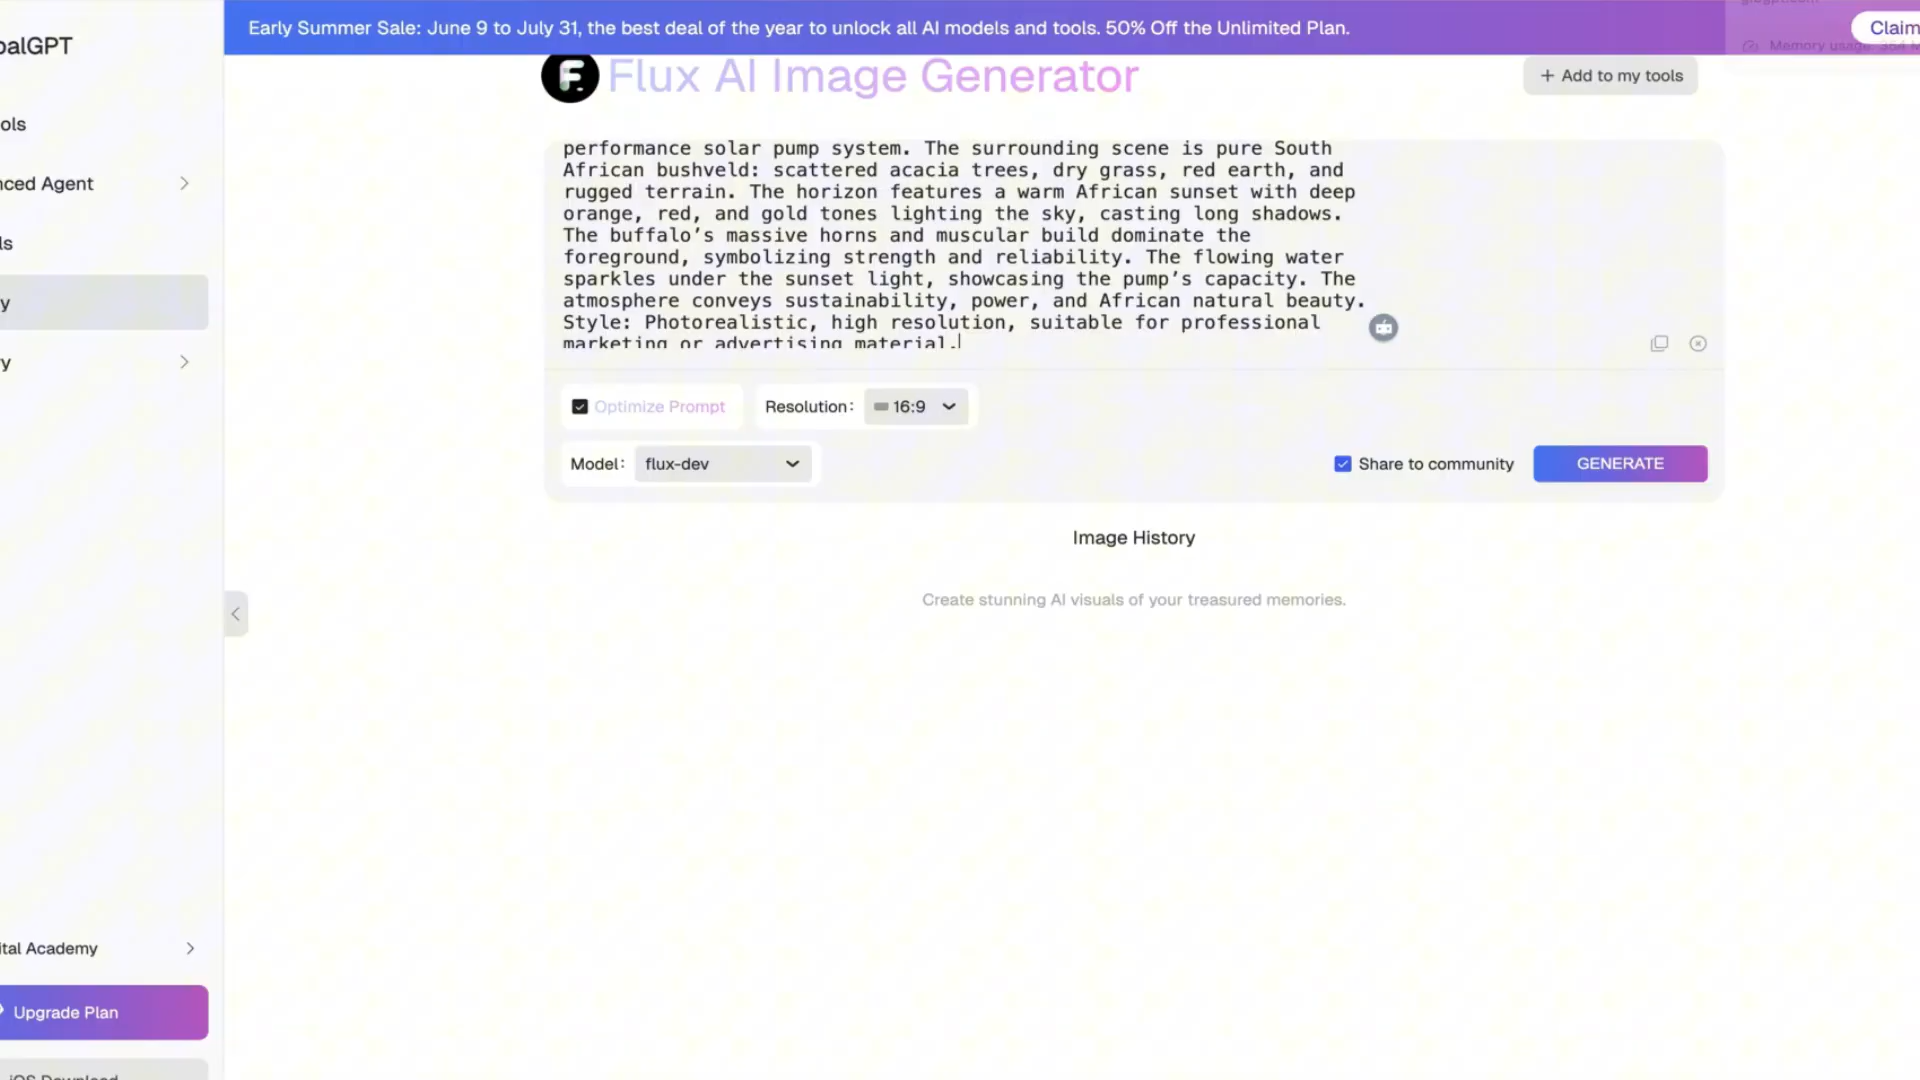 Early Summer Sale: June 9 to July 31, the best deal of the year to unlock all AI models and tools. 50% Off the Unlimited Plan.
Claim
Memory usage: 354 M
balGPT
Flux AI Image Generator
+ Add to my tools
ols
nced Agent
ls
y
y
performance solar pump system. The surrounding scene is pure South
African bushveld: scattered acacia trees, dry grass, red earth, and
rugged terrain. The horizon features a warm African sunset with deep
orange, red, and gold tones lighting the sky, casting long shadows.
The buffalo’s massive horns and muscular build dominate the
foreground, symbolizing strength and reliability. The flowing water
sparkles under the sunset light, showcasing the pump’s capacity. The
atmosphere conveys sustainability, power, and African natural beauty.
Style: Photorealistic, high resolution, suitable for professional
marketing or advertising material.
Optimize Prompt
Resolution:
16:9
Model:
flux-dev
Share to community
GENERATE
Image History
Create stunning AI visuals of your treasured memories.
ital Academy
Upgrade Plan
iOS Download